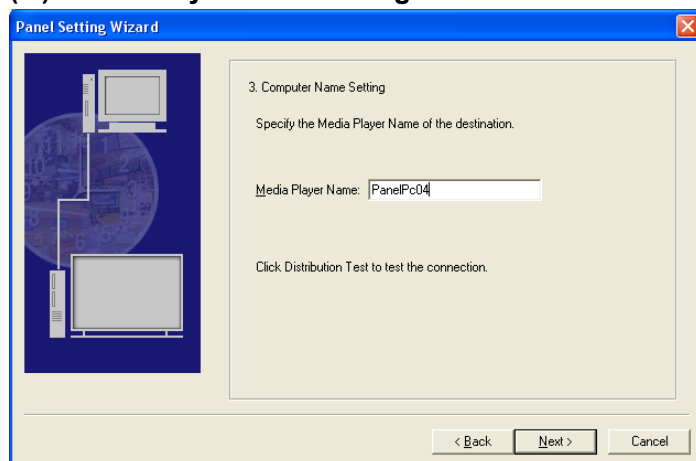 Panel Setting Wizard
3. Computer Name Setting
Specify the Media Player Name of the destination.
Media Player Name: PanelPc04
Click Distribution Test to test the connection.
< Back Next > Cancel